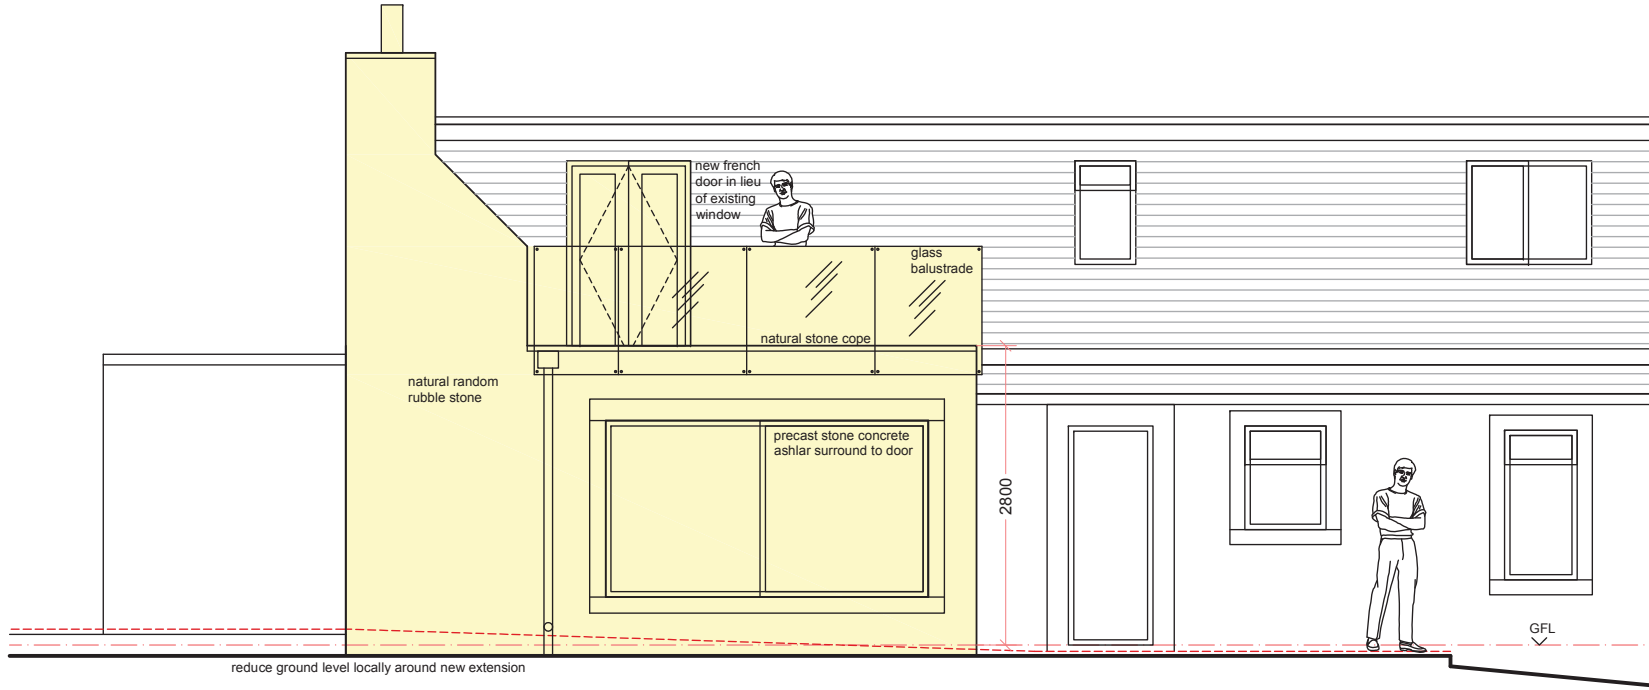 new french
door in lieu
of existing
window
glass
balustrade
natural stone cope
natural random
rubble stone
precast stone concrete
ashlar surround to door
2800
GFL
reduce ground level locally around new extension